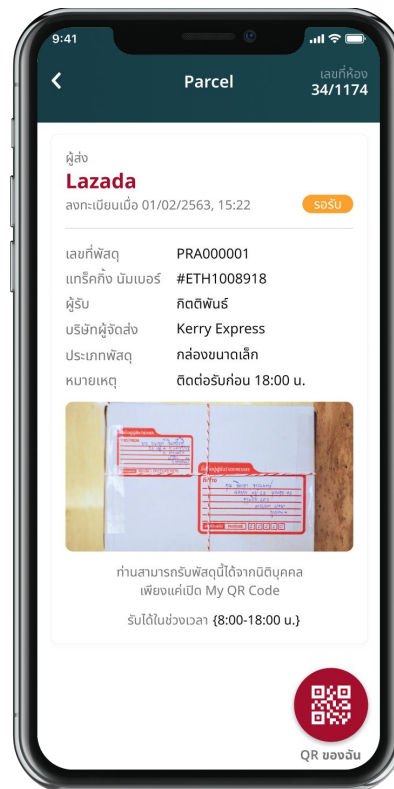 9:41
Parcel
เลขที่ห้อง
34/1174
ผู้ส่ง
Lazada
ลงทะเบียนเมื่อ 01/02/2563, 15:22
รอรับ
เลขที่พัสดุ PRA000001
แทร็คกิ้ง นัมเบอร์ #ETH1008918
ผู้รับ กิตติพันธ์
บริษัทผู้จัดส่ง Kerry Express
ประเภทพัสดุ กล่องขนาดเล็ก
หมายเหตุ ติดต่อรับก่อน 18:00 น.
ท่านสามารถรับพัสดุนี้ได้จากนิติบุคคล
เพียงแค่เปิด My QR Code
รับได้ในช่วงเวลา {8:00-18:00 น.}
QR ของฉัน